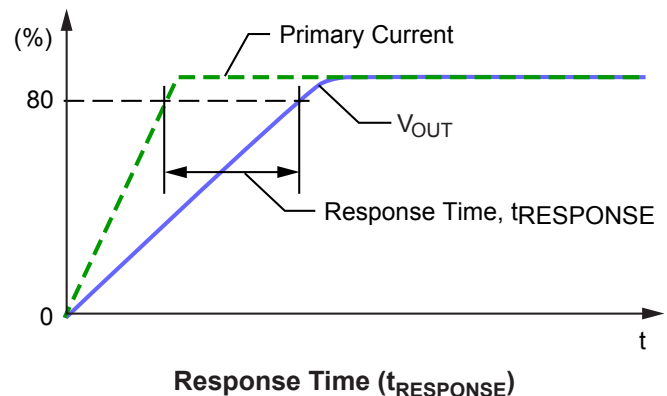 (%)
Primary Current
80
VOUT
Response Time, tRESPONSE
0
t
Response Time (tRESPONSE)